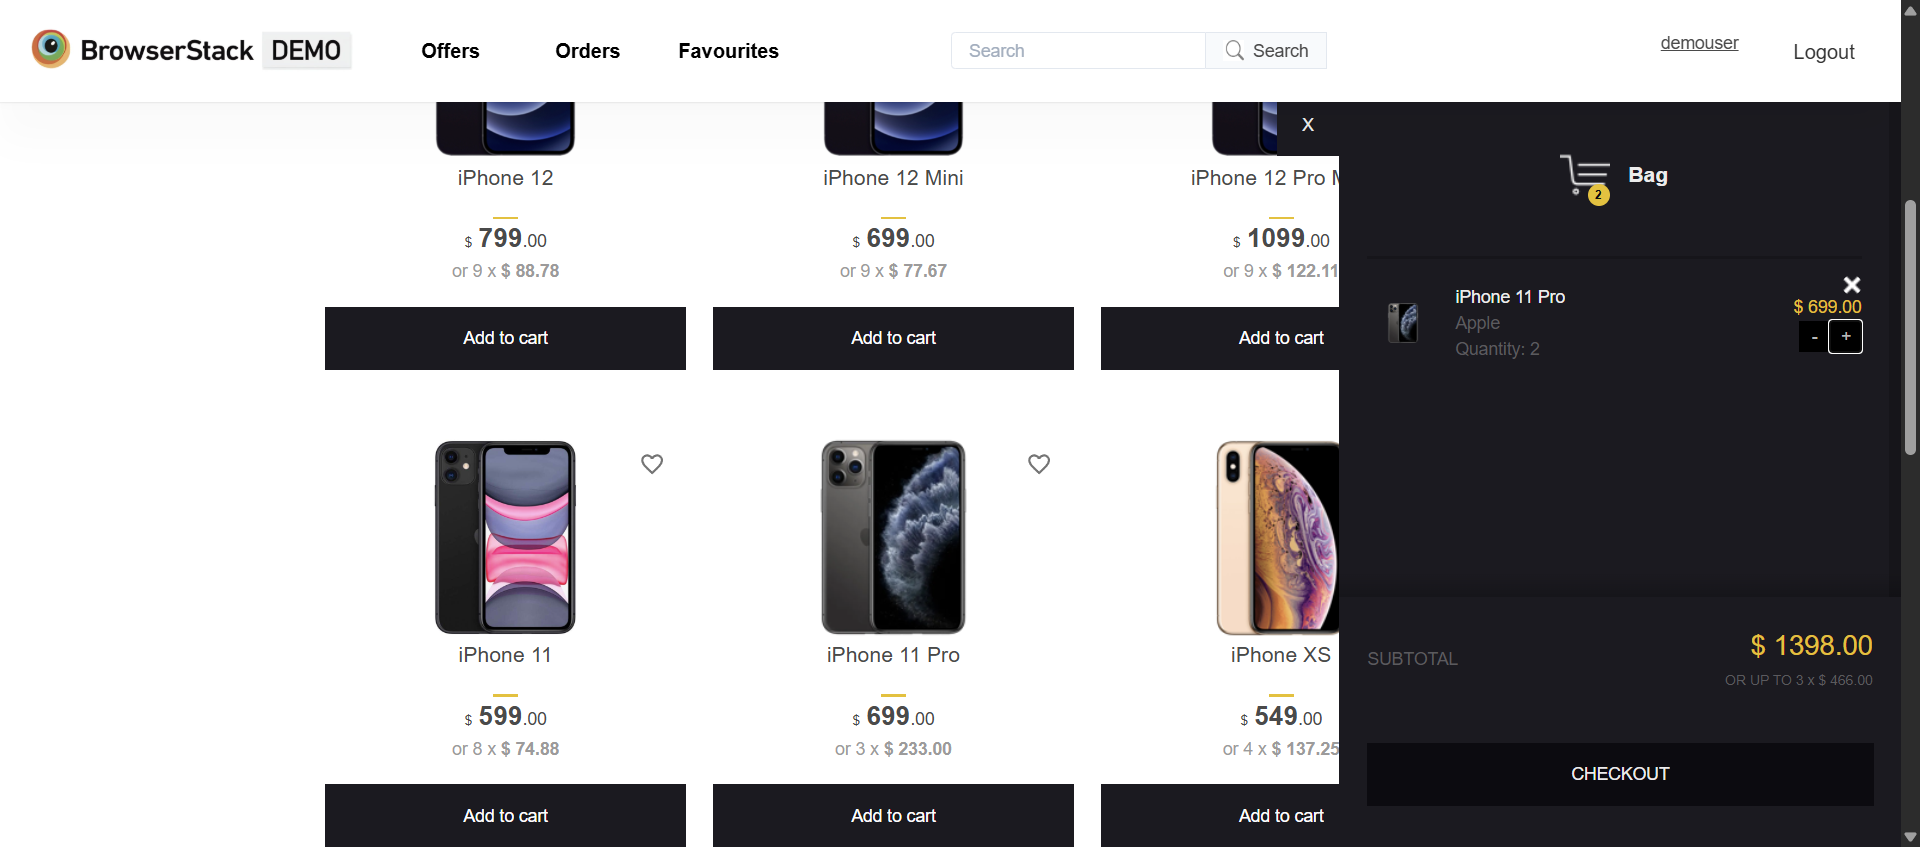 BrowserStack DEMO
Offers
Orders
Favourites
Search
Search
demouser
Logout
iPhone 12
$ 799.00
or 9 x $ 88.78
Add to cart
iPhone 12 Mini
$ 699.00
or 9 x $ 77.67
Add to cart
iPhone 12 Pro
$ 1099.00
or 9 x $ 122.11
Add to cart
iPhone 11
$ 599.00
or 8 x $ 74.88
Add to cart
iPhone 11 Pro
$ 699.00
or 3 x $ 233.00
Add to cart
iPhone XS
$ 549.00
or 4 x $ 137.25
Add to cart
X
2
Bag
iPhone 11 Pro
Apple
Quantity: 2
$ 699.00
- +
SUBTOTAL
$ 1398.00
OR UP TO 3 x $ 466.00
CHECKOUT